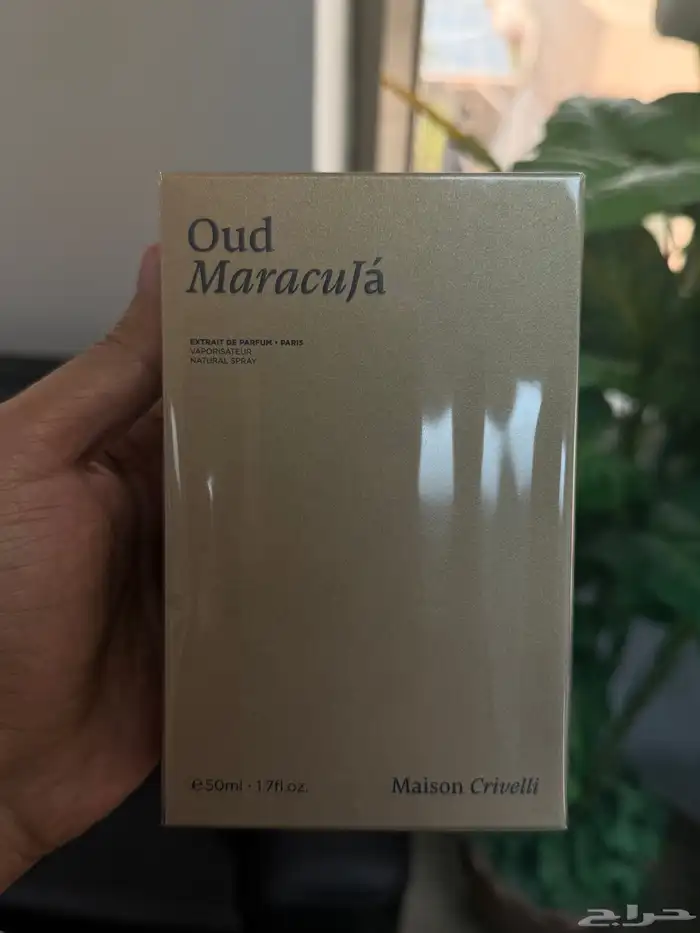 Oud
MaracuJá
EXTRAIT DE PARFUM • PARIS
VAPORISATEUR
NATURAL SPRAY
℮50ml · 1.7fl.oz.
Maison Crivelli
حراج